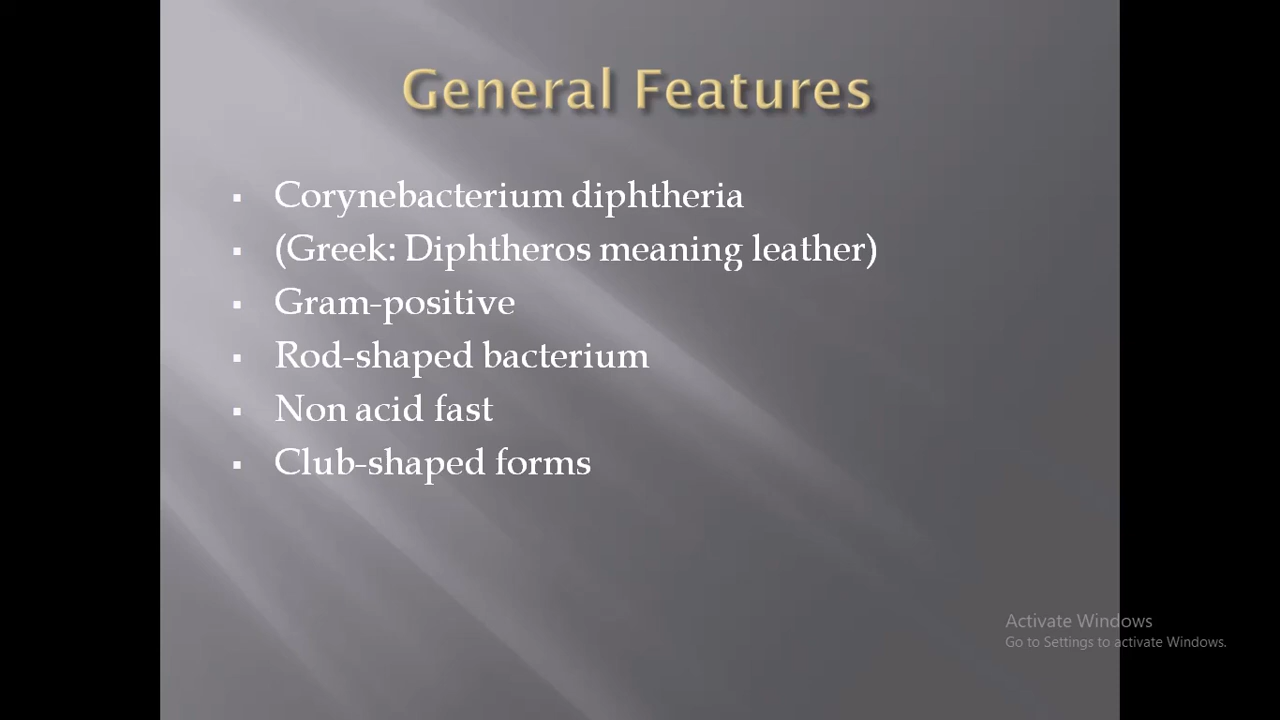 General Features
▪ Corynebacterium diphtheria
▪ (Greek: Diphtheros meaning leather)
▪ Gram-positive
▪ Rod-shaped bacterium
▪ Non acid fast
▪ Club-shaped forms
Activate Windows
Go to Settings to activate Windows.